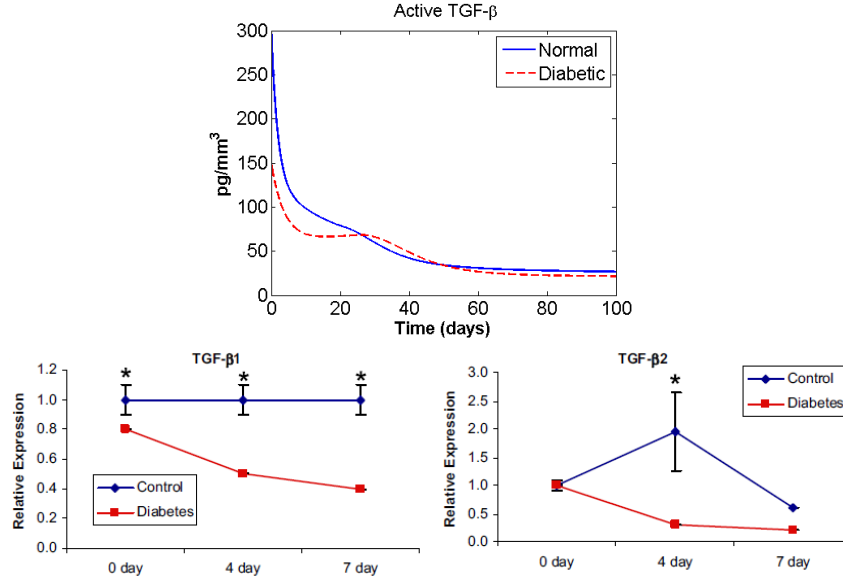 Active TGF-β
300
250
200
150
100
50
0
pg/mm³
Normal
Diabetic
0 20 40 60 80 100
Time (days)
TGF-β1
1.2
1.0
0.8
0.6
0.4
0.2
0.0
Relative Expression
* * *
Control
Diabetes
0 day 4 day 7 day
TGF-β2
3.0
2.5
2.0
1.5
1.0
0.5
0.0
Relative Expression
*
Control
Diabetes
0 day 4 day 7 day